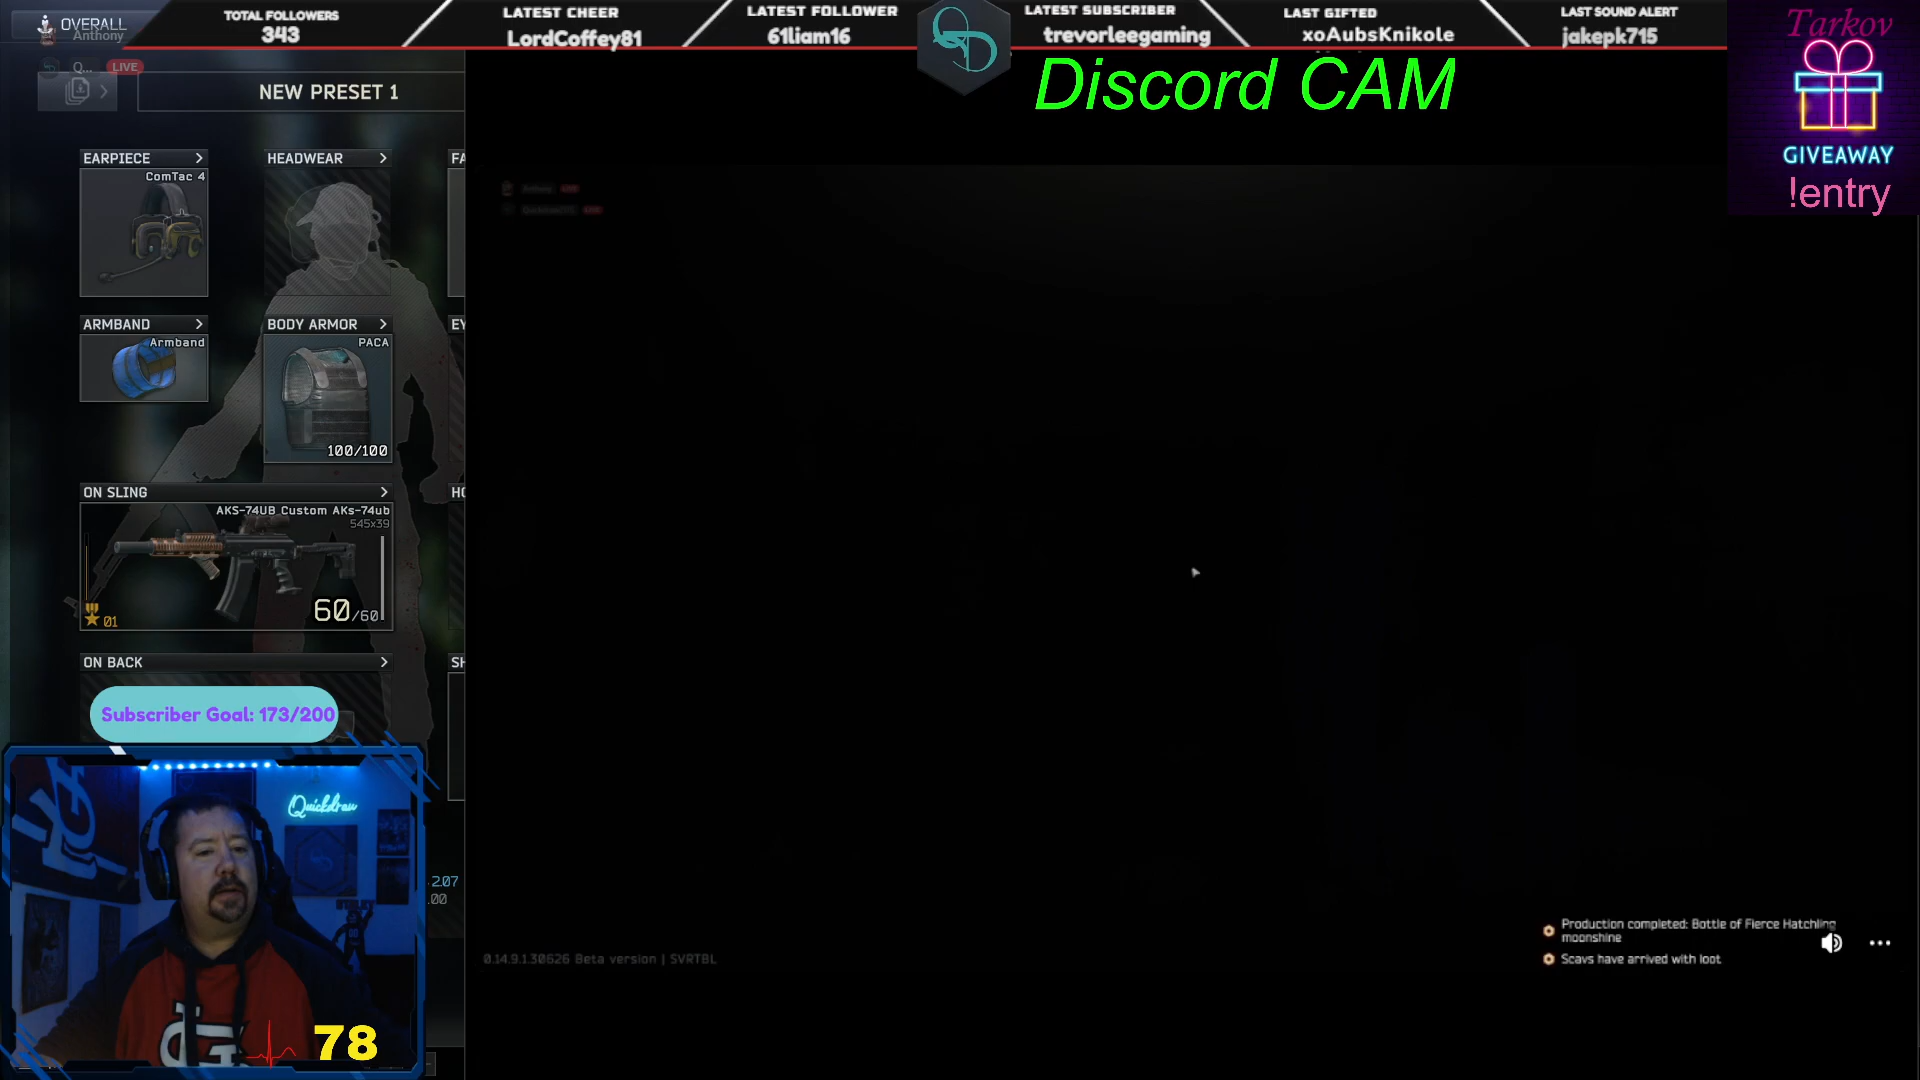 OVERALL
Anthony
TOTAL FOLLOWERS
343
LATEST CHEER
LordCoffey81
LATEST FOLLOWER
61liam16
LATEST SUBSCRIBER
trevorleegaming
LAST GIFTED
xoAubsKnikole
LAST SOUND ALERT
jakepk715
Tarkov
GIVEAWAY
!entry
Discord CAM
Q... LIVE
NEW PRESET 1
EARPIECE
ComTac 4
HEADWEAR
FA
ARMBAND
Armband
BODY ARMOR
PACA
100/100
EY
ON SLING
HO
AKS-74UB Custom AKs-74ub
545x39
01
60/60
ON BACK
SH
Subscriber Goal: 173/200
Quickdraw
2.07
.00
78
0.14.9.1.30626 Beta version | SVRTBL
Production completed: Bottle of Fierce Hatchling
moonshine
Scavs have arrived with loot